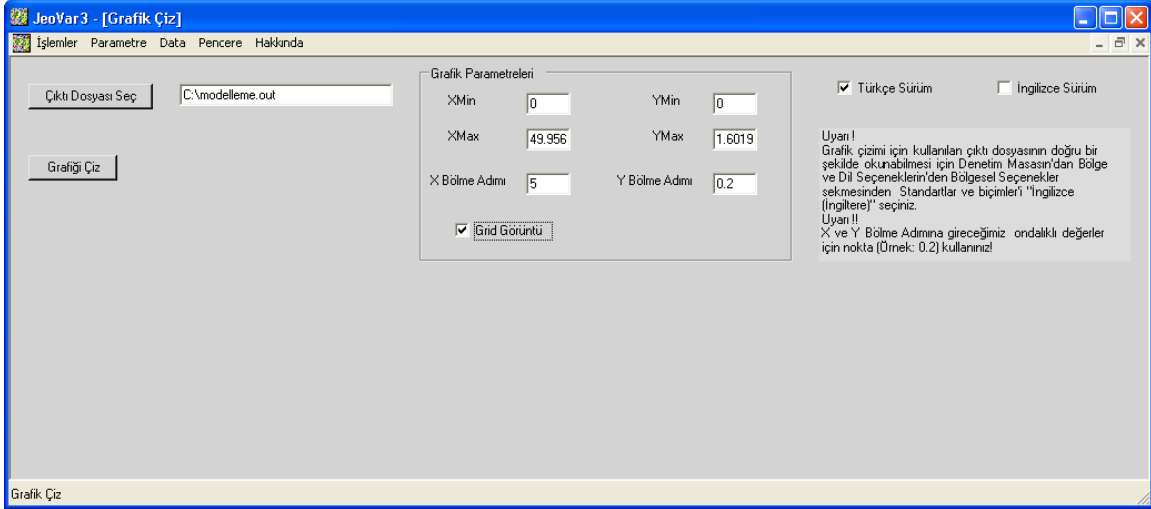 JeoVar3 - [Grafik Çiz]
İşlemler Parametre Data Pencere Hakkında
Çıktı Dosyası Seç
C:\modelleme.out
Grafiği Çiz
Grafik Parametreleri
XMin 0 YMin 0
XMax 49.956 YMax 1.6019
X Bölme Adımı 5 Y Bölme Adımı 0.2
Grid Görüntü
Türkçe Sürüm İngilizce Sürüm
Uyarı !
Grafik çizimi için kullanılan çıktı dosyasının doğru bir
şekilde okunabilmesi için Denetim Masasın'dan Bölge
ve Dil Seçeneklerin'den Bölgesel Seçenekler
sekmesinden Standartlar ve biçimler'i "İngilizce
(İngiltere)" seçiniz.
Uyarı !!
X ve Y Bölme Adımına gireceğimiz ondalıklı değerler
için nokta (Örnek: 0.2) kullanınız!
Grafik Çiz